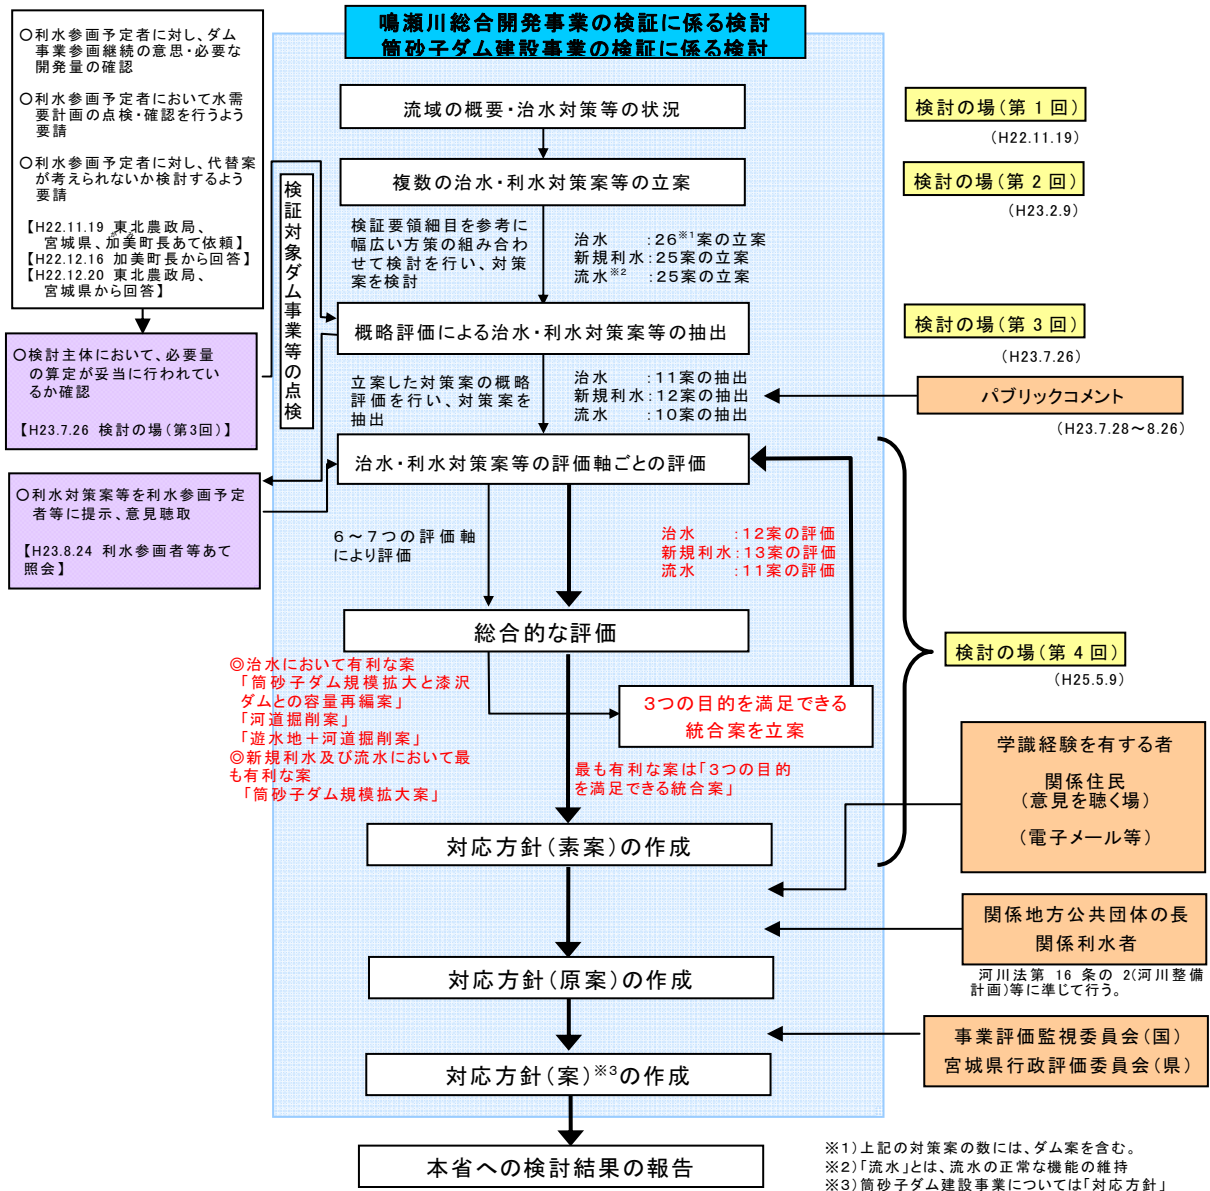 鳴瀬川総合開発事業の検証に係る検討
筒砂子ダム建設事業の検証に係る検討
○利水参画予定者に対し、ダム
事業参画継続の意思・必要な
開発量の確認
○利水参画予定者において水需
要計画の点検・確認を行うよう
要請
○利水参画予定者に対し、代替案
が考えられないか検討するよう
要請
【H22.11.19 東北農政局、
宮城県、加美町長あて依頼】
【H22.12.16 加美町長から回答】
【H22.12.20 東北農政局、
宮城県から回答】
○検討主体において、必要量
の算定が妥当に行われてい
るか確認
【H23.7.26 検討の場(第3回)】
○利水対策案等を利水参画予定
者等に提示、意見聴取
【H23.8.24 利水参画者等あて
照会】
検証対象ダム事業等の点検
流域の概要・治水対策等の状況
複数の治水・利水対策案等の立案
検証要領細目を参考に
幅広い方策の組み合わ
せて検討を行い、対策
案を検討
治水　：26※1案の立案
新規利水：25案の立案
流水※2　：25案の立案
概略評価による治水・利水対策案等の抽出
立案した対策案の概略
評価を行い、対策案を
抽出
治水　：11案の抽出
新規利水：12案の抽出
流水　：10案の抽出
治水・利水対策案等の評価軸ごとの評価
6～7つの評価軸
により評価
治水　：12案の評価
新規利水：13案の評価
流水　：11案の評価
総合的な評価
◎治水において有利な案
「筒砂子ダム規模拡大と漆沢
ダムとの容量再編案」
「河道掘削案」
「遊水地＋河道掘削案」
◎新規利水及び流水において最
も有利な案
「筒砂子ダム規模拡大案」
3つの目的を満足できる
統合案を立案
最も有利な案は「3つの目的
を満足できる統合案」
対応方針(素案)の作成
対応方針(原案)の作成
対応方針(案)※3の作成
本省への検討結果の報告
検討の場(第1回)
(H22.11.19)
検討の場(第2回)
(H23.2.9)
検討の場(第3回)
(H23.7.26)
パブリックコメント
(H23.7.28～8.26)
検討の場(第4回)
(H25.5.9)
学識経験を有する者
関係住民
(意見を聴く場)
(電子メール等)
関係地方公共団体の長
関係利水者
河川法第 16 条の 2(河川整備
計画)等に準じて行う。
事業評価監視委員会(国)
宮城県行政評価委員会(県)
※1)上記の対策案の数には、ダム案を含む。
※2)「流水」とは、流水の正常な機能の維持
※3)筒砂子ダム建設事業については「対応方針」